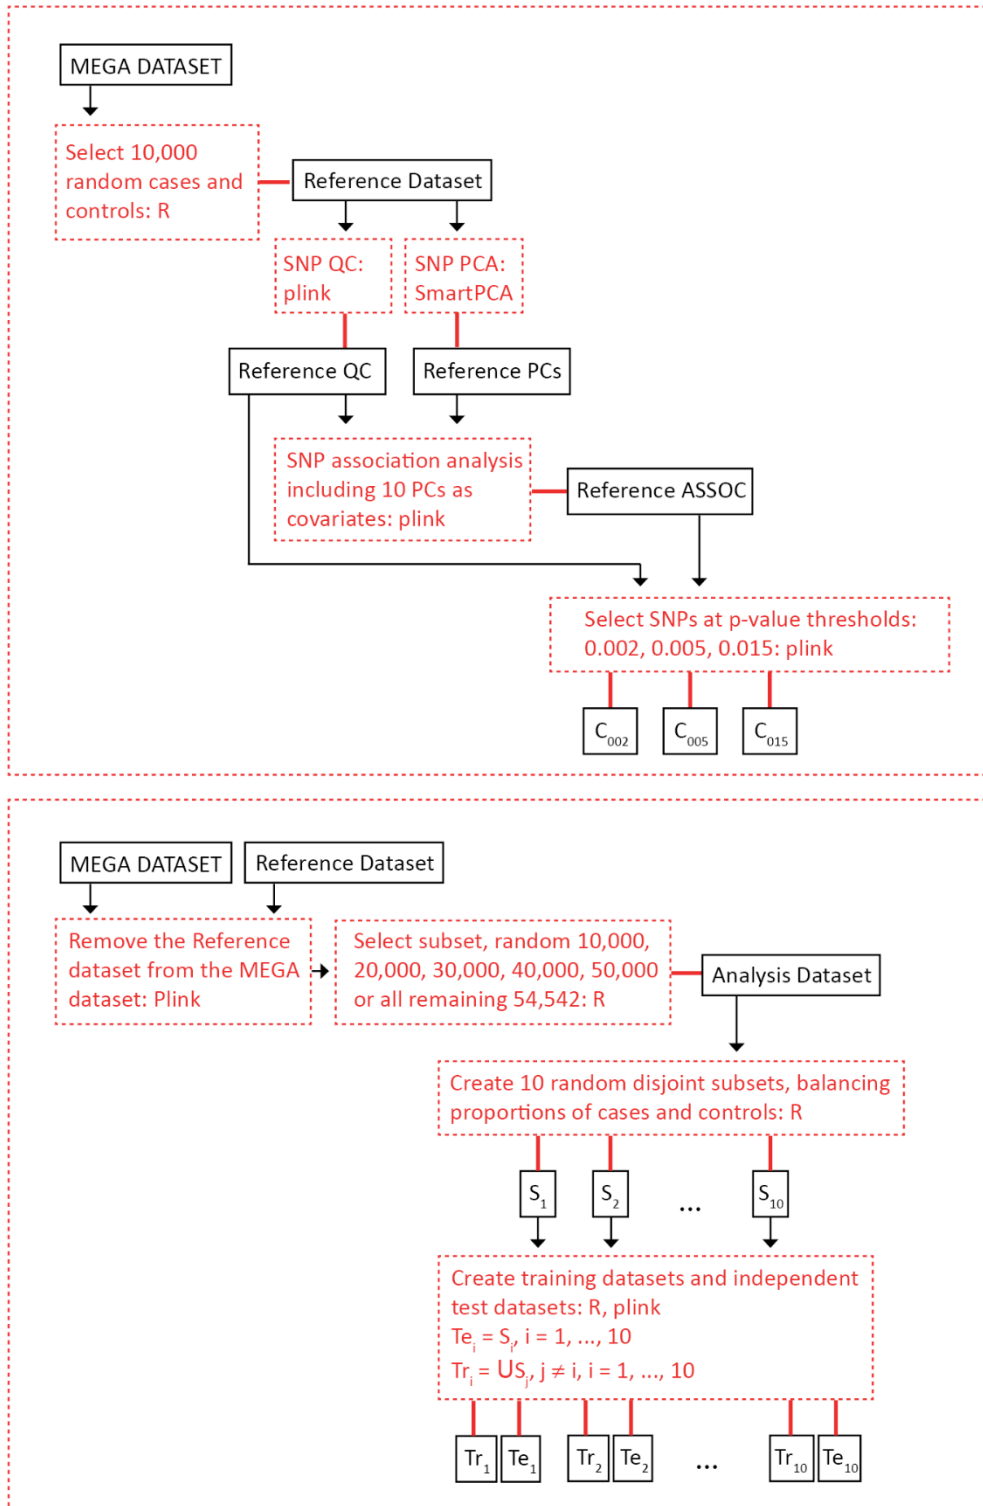 MEGA DATASET
Select 10,000
random cases and
controls: R
Reference Dataset
SNP QC:
plink
SNP PCA:
SmartPCA
Reference QC
Reference PCs
SNP association analysis
including 10 PCs as
covariates: plink
Reference ASSOC
Select SNPs at p-value thresholds:
0.002, 0.005, 0.015: plink
C₀₀₂
C₀₀₅
C₀₁₅
MEGA DATASET
Reference Dataset
Remove the Reference
dataset from the MEGA
dataset: Plink
Select subset, random 10,000,
20,000, 30,000, 40,000, 50,000
or all remaining 54,542: R
Analysis Dataset
Create 10 random disjoint subsets, balancing
proportions of cases and controls: R
S₁
S₂
...
S₁₀
Create training datasets and independent
test datasets: R, plink
Teᵢ = Sᵢ, i = 1, ..., 10
Trᵢ = USⱼ, j ≠ i, i = 1, ..., 10
Tr₁
Te₁
Tr₂
Te₂
...
Tr₁₀
Te₁₀